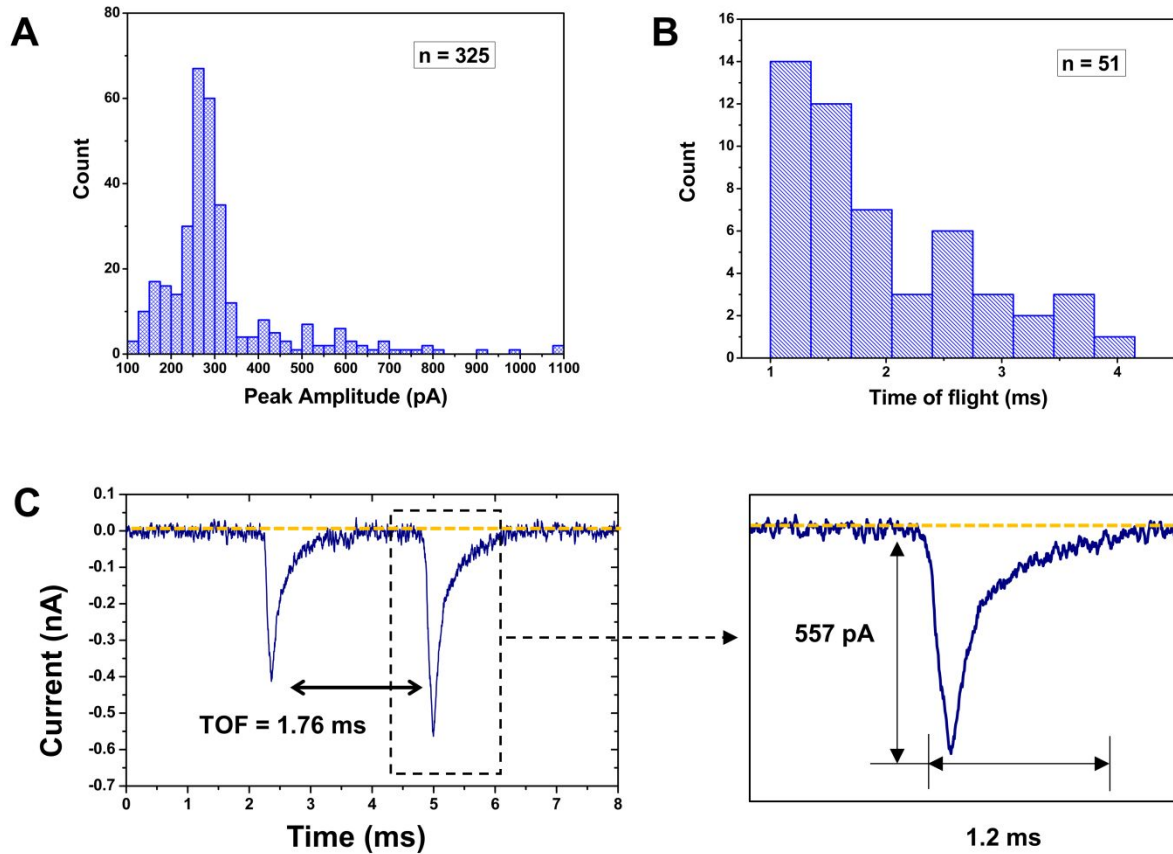 A
n = 325
80
60
40
20
0
Count
100 200 300 400 500 600 700 800 900 1000 1100
Peak Amplitude (pA)
B
n = 51
16
14
12
10
8
6
4
2
0
Count
1 2 3 4
Time of flight (ms)
C
0.1
0.0
-0.1
-0.2
-0.3
-0.4
-0.5
-0.6
-0.7
Current (nA)
TOF = 1.76 ms
0 1 2 3 4 5 6 7 8
Time (ms)
557 pA
1.2 ms